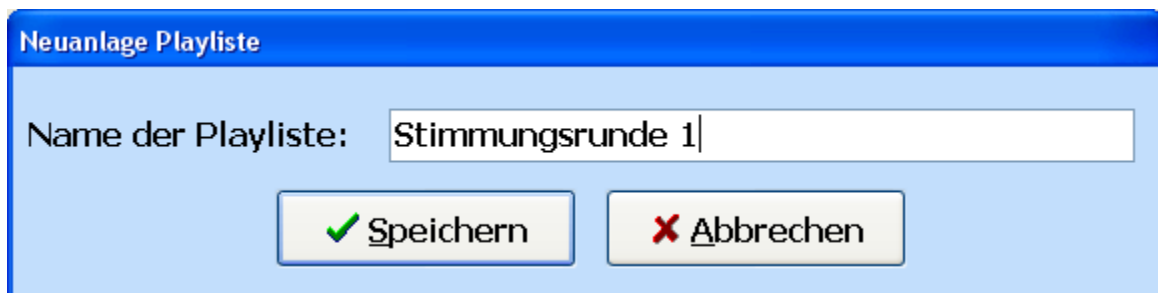 Neuanlage Playliste
Name der Playliste: Stimmungsrunde 1
Speichern Abbrechen